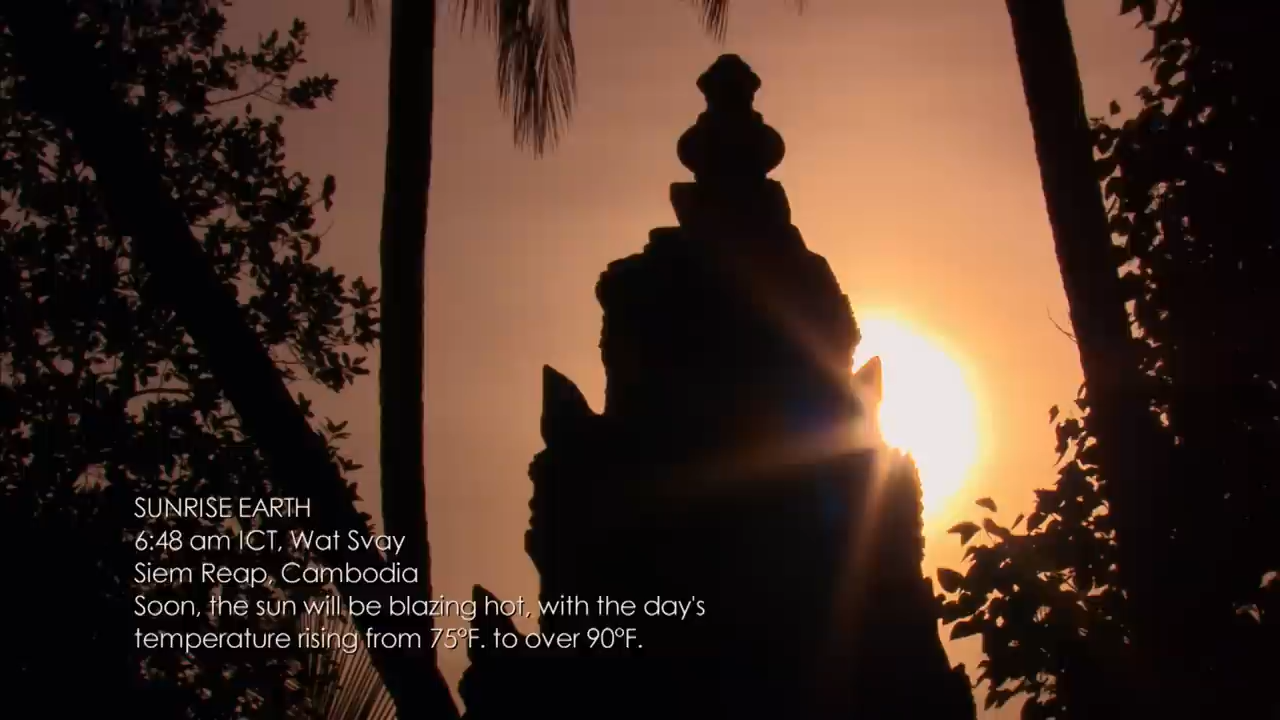 SUNRISE EARTH
6:48 am ICT, Wat Svay
Siem Reap, Cambodia
Soon, the sun will be blazing hot, with the day's
temperature rising from 75°F. to over 90°F.